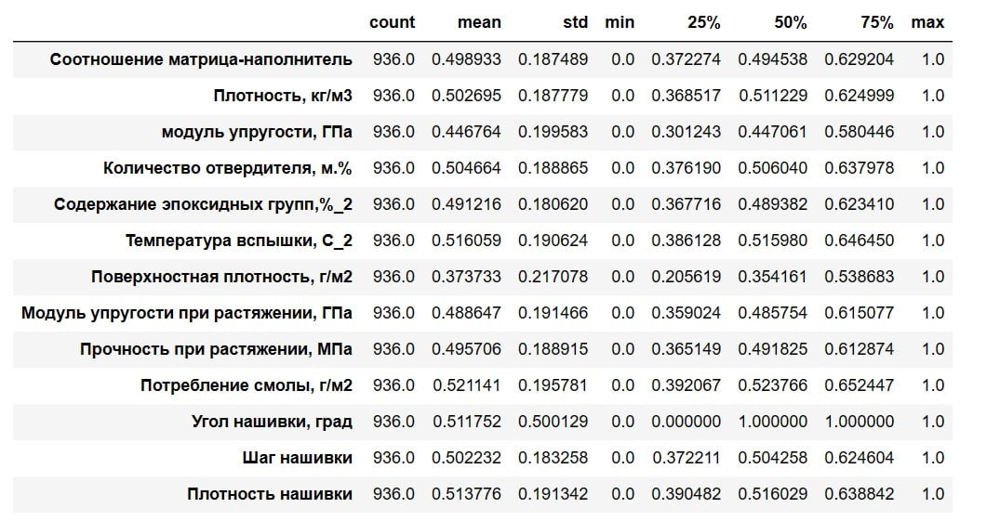 count mean std min 25% 50% 75% max
Соотношение матрица-наполнитель 936.0 0.498933 0.187489 0.0 0.372274 0.494538 0.629204 1.0
Плотность, кг/м3 936.0 0.502695 0.187779 0.0 0.368517 0.511229 0.624999 1.0
модуль упругости, ГПа 936.0 0.446764 0.199583 0.0 0.301243 0.447061 0.580446 1.0
Количество отвердителя, м.% 936.0 0.504664 0.188865 0.0 0.376190 0.506040 0.637978 1.0
Содержание эпоксидных групп,%_2 936.0 0.491216 0.180620 0.0 0.367716 0.489382 0.623410 1.0
Температура вспышки, С_2 936.0 0.516059 0.190624 0.0 0.386128 0.515980 0.646450 1.0
Поверхностная плотность, г/м2 936.0 0.373733 0.217078 0.0 0.205619 0.354161 0.538683 1.0
Модуль упругости при растяжении, ГПа 936.0 0.488647 0.191466 0.0 0.359024 0.485754 0.615077 1.0
Прочность при растяжении, МПа 936.0 0.495706 0.188915 0.0 0.365149 0.491825 0.612874 1.0
Потребление смолы, г/м2 936.0 0.521141 0.195781 0.0 0.392067 0.523766 0.652447 1.0
Угол нашивки, град 936.0 0.511752 0.500129 0.0 0.000000 1.000000 1.000000 1.0
Шаг нашивки 936.0 0.502232 0.183258 0.0 0.372211 0.504258 0.624604 1.0
Плотность нашивки 936.0 0.513776 0.191342 0.0 0.390482 0.516029 0.638842 1.0